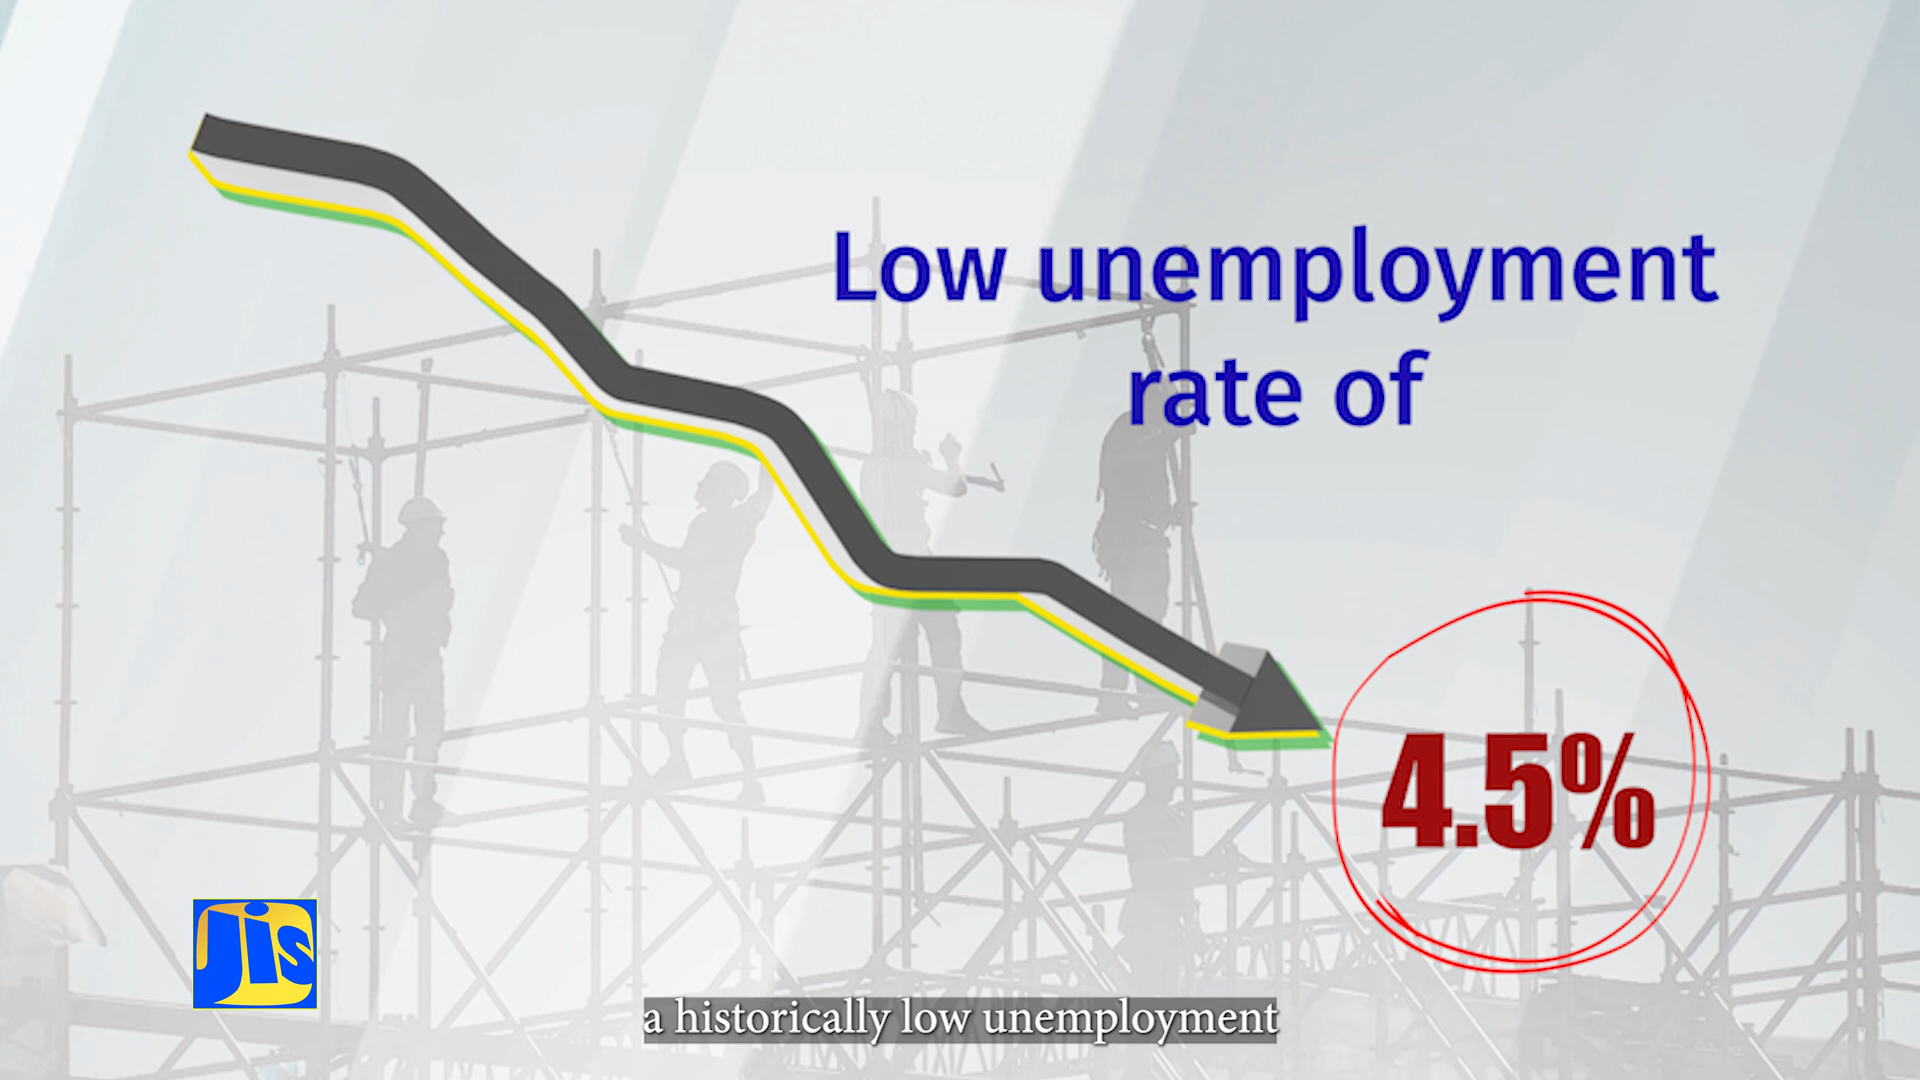 Low unemployment
rate of
4.5%
JIS
a historically low unemployment